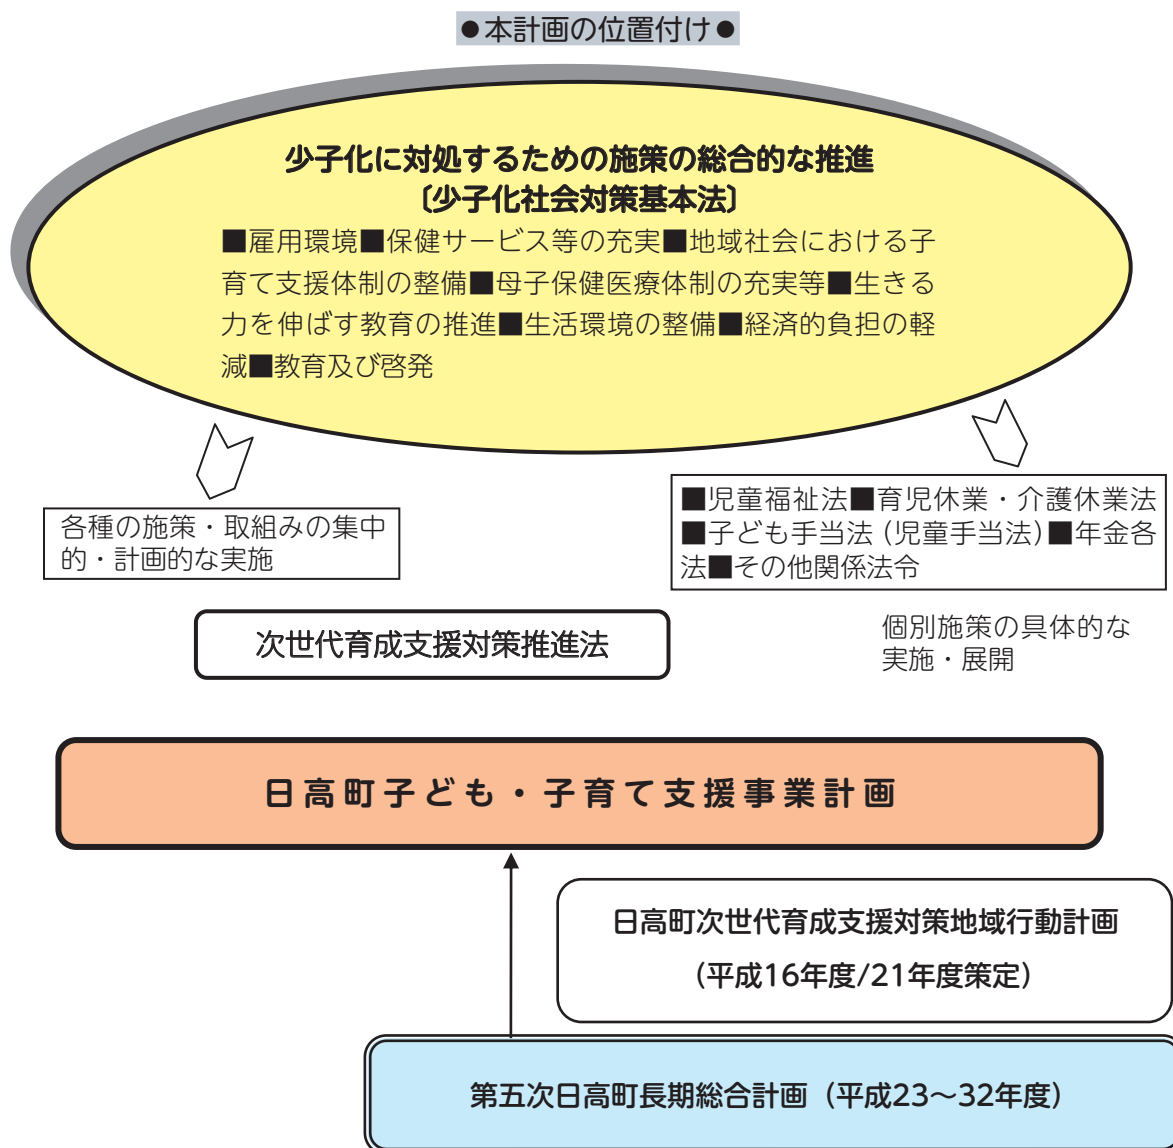 ●本計画の位置付け●
少子化に対処するための施策の総合的な推進
〔少子化社会対策基本法〕
■雇用環境■保健サービス等の充実■地域社会における子
育て支援体制の整備■母子保健医療体制の充実等■生きる
力を伸ばす教育の推進■生活環境の整備■経済的負担の軽
減■教育及び啓発
各種の施策・取組みの集中
的・計画的な実施
■児童福祉法■育児休業・介護休業法
■子ども手当法（児童手当法）■年金各
法■その他関係法令
次世代育成支援対策推進法
個別施策の具体的な
実施・展開
日高町子ども・子育て支援事業計画
日高町次世代育成支援対策地域行動計画
（平成16年度/21年度策定）
第五次日高町長期総合計画（平成23～32年度）